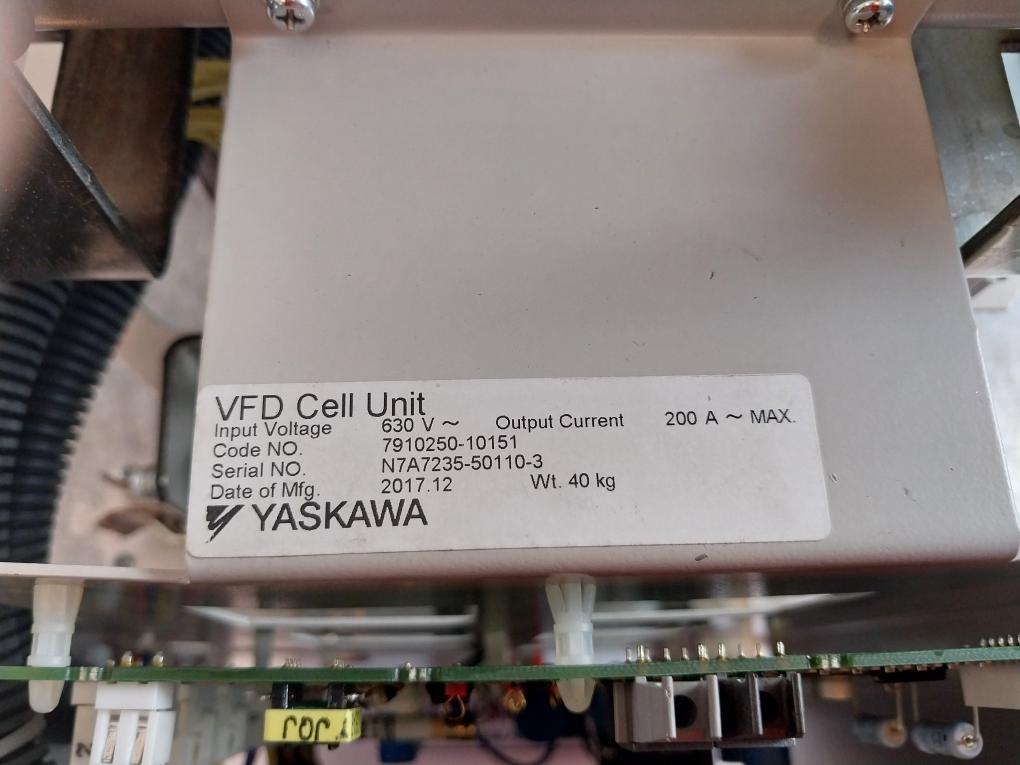 VFD Cell Unit
Input Voltage 630 V ~ Output Current 200 A ~ MAX.
Code NO. 7910250-10151
Serial NO. N7A7235-50110-3
Date of Mfg. 2017.12 Wt. 40 kg
YASKAWA